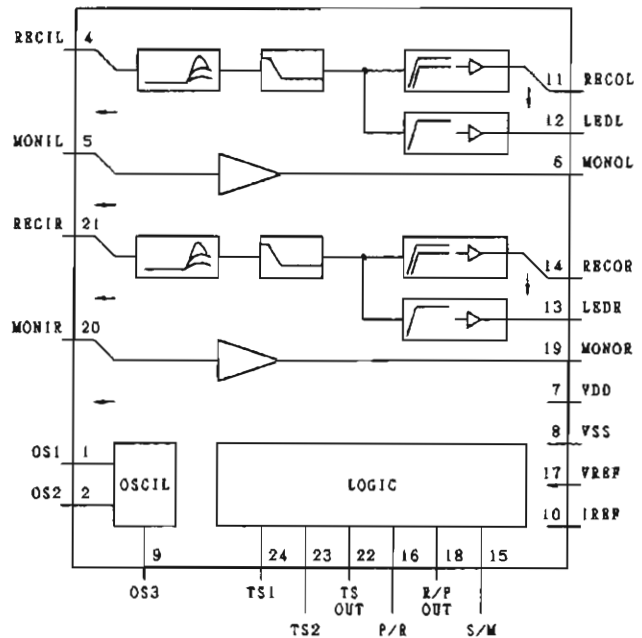 RECIL 4
11 RECOL
12 LEDL
MONIL 5
6 MONOL
RECIR 21
14 RECOR
13 LEDR
MONIR 20
19 MONOR
7 VDD
8 VSS
OS1 1
OSCIL
LOGIC
17 VREF
OS2 2
10 IREF
9 24 23 22 16 18 15
OS3 TS1 TS R/P
OUT OUT
TS2 P/R S/M